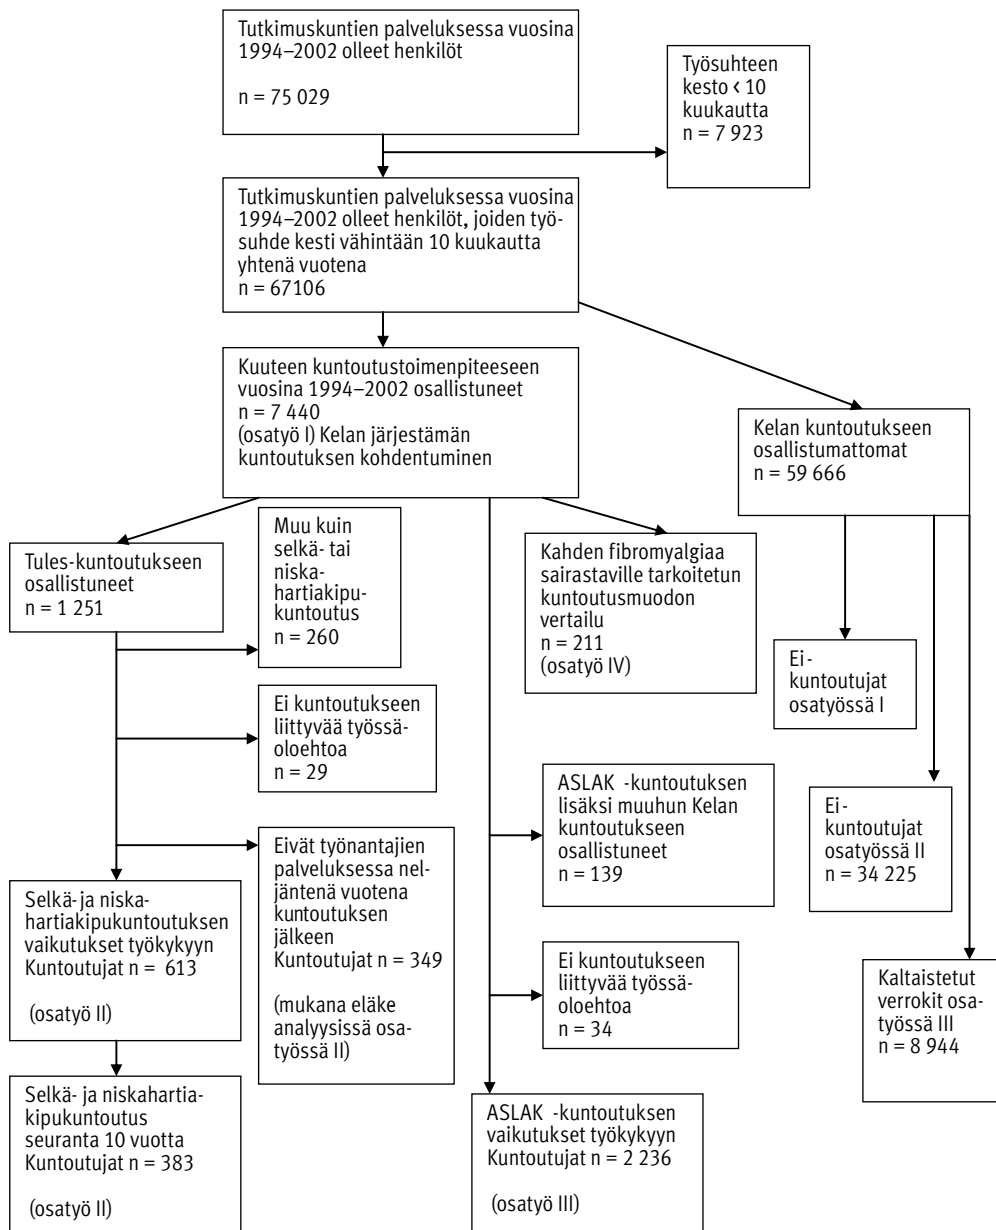 Tutkimuskuntien palveluksessa vuosina
1994–2002 olleet henkilöt
n = 75 029
Työsuhteen
kesto < 10
kuukautta
n = 7 923
Tutkimuskuntien palveluksessa vuosina
1994–2002 olleet henkilöt, joiden työ-
suhde kesti vähintään 10 kuukautta
yhtenä vuotena
n = 67106
Kuuteen kuntoutustoimenpiteeseen
vuosina 1994–2002 osallistuneet
n = 7 440
(osatyö I) Kelan järjestämän
kuntoutuksen kohdentuminen
Kelan kuntoutukseen
osallistumattomat
n = 59 666
Tules-kuntoutukseen
osallistuneet
n = 1 251
Muu kuin
selkä- tai
niska-
hartiakipu-
kuntoutus
n = 260
Kahden fibromyalgiaa
sairastaville tarkoitetun
kuntoutusmuodon
vertailu
n = 211
(osatyö IV)
Ei-
kuntoutujat
osatyössä I
Ei kuntoutukseen
liittyvää työssä-
oloehtoa
n = 29
ASLAK -kuntoutuksen
lisäksi muuhun Kelan
kuntoutukseen
osallistuneet
n = 139
Ei-
kuntoutujat
osatyössä II
n = 34 225
Eivät työnantajien
palveluksessa nel-
jäntenä vuotena
kuntoutuksen
jälkeen
Kuntoutujat n = 349
(mukana eläke
analyysissä osa-
työssä II)
Selkä-ja niska-
hartiakipukuntoutuksen
vaikutukset työkykyyn
Kuntoutujat n = 613
(osatyö II)
Ei kuntoutukseen
liittyvää työssä-
oloehtoa
n = 34
Kaltaistetut
verrokit osa-
työssä III
n = 8 944
Selkä- ja niskahartia-
kipukuntoutus
seuranta 10 vuotta
Kuntoutujat n = 383
(osatyö II)
ASLAK -kuntoutuksen
vaikutukset työkykyyn
Kuntoutujat n = 2 236
(osatyö III)